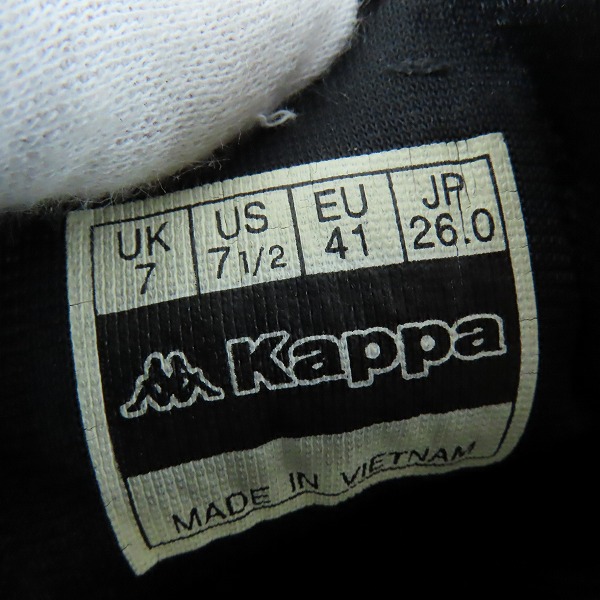 UK US EU JP
7 7 1/2 41 26.0
Kappa
MADE IN VIETNAM